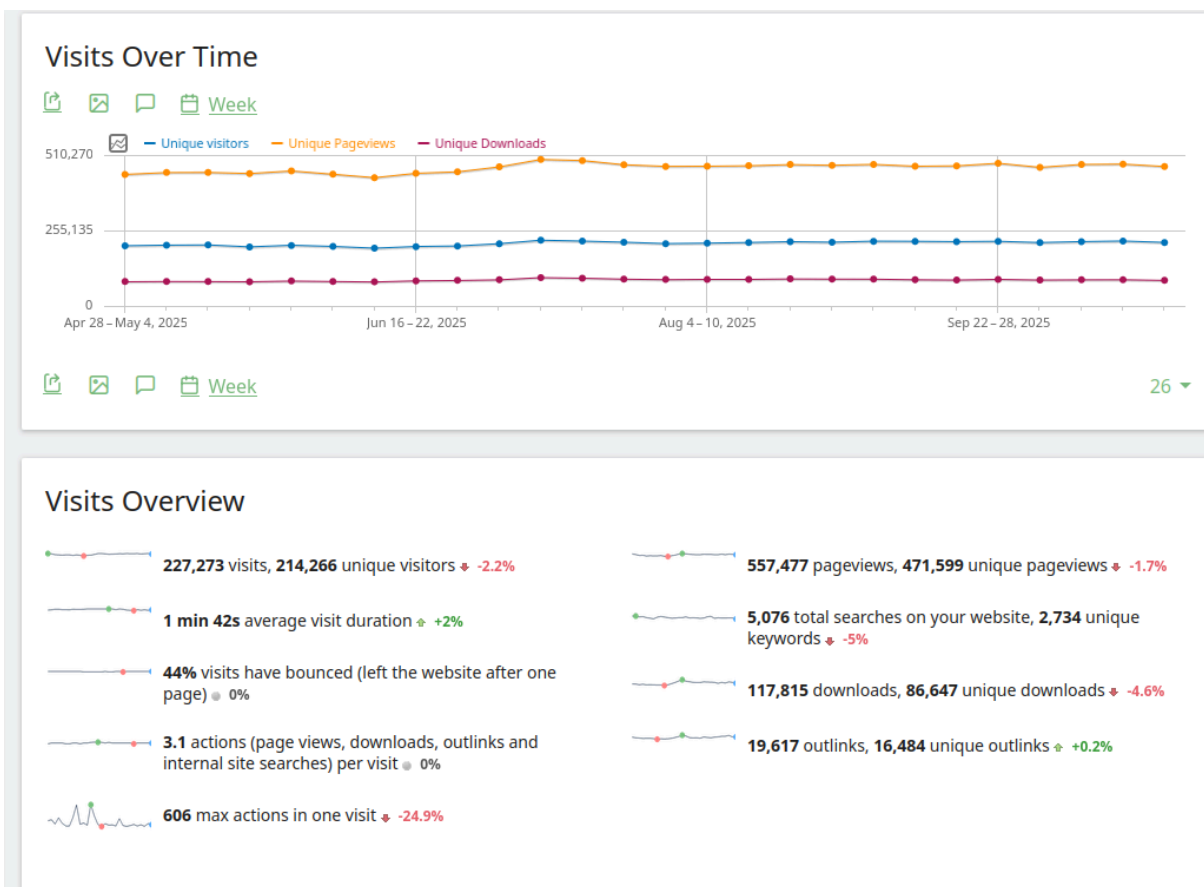 Visits Over Time
Week
Unique visitors Unique Pageviews Unique Downloads
510,270
255,135
0
Apr 28 – May 4, 2025 Jun 16 – 22, 2025 Aug 4 – 10, 2025 Sep 22 – 28, 2025
Week
26
Visits Overview
227,273 visits, 214,266 unique visitors -2.2%
1 min 42s average visit duration +2%
44% visits have bounced (left the website after one
page) 0%
3.1 actions (page views, downloads, outlinks and
internal site searches) per visit 0%
606 max actions in one visit -24.9%
557,477 pageviews, 471,599 unique pageviews -1.7%
5,076 total searches on your website, 2,734 unique
keywords -5%
117,815 downloads, 86,647 unique downloads -4.6%
19,617 outlinks, 16,484 unique outlinks +0.2%